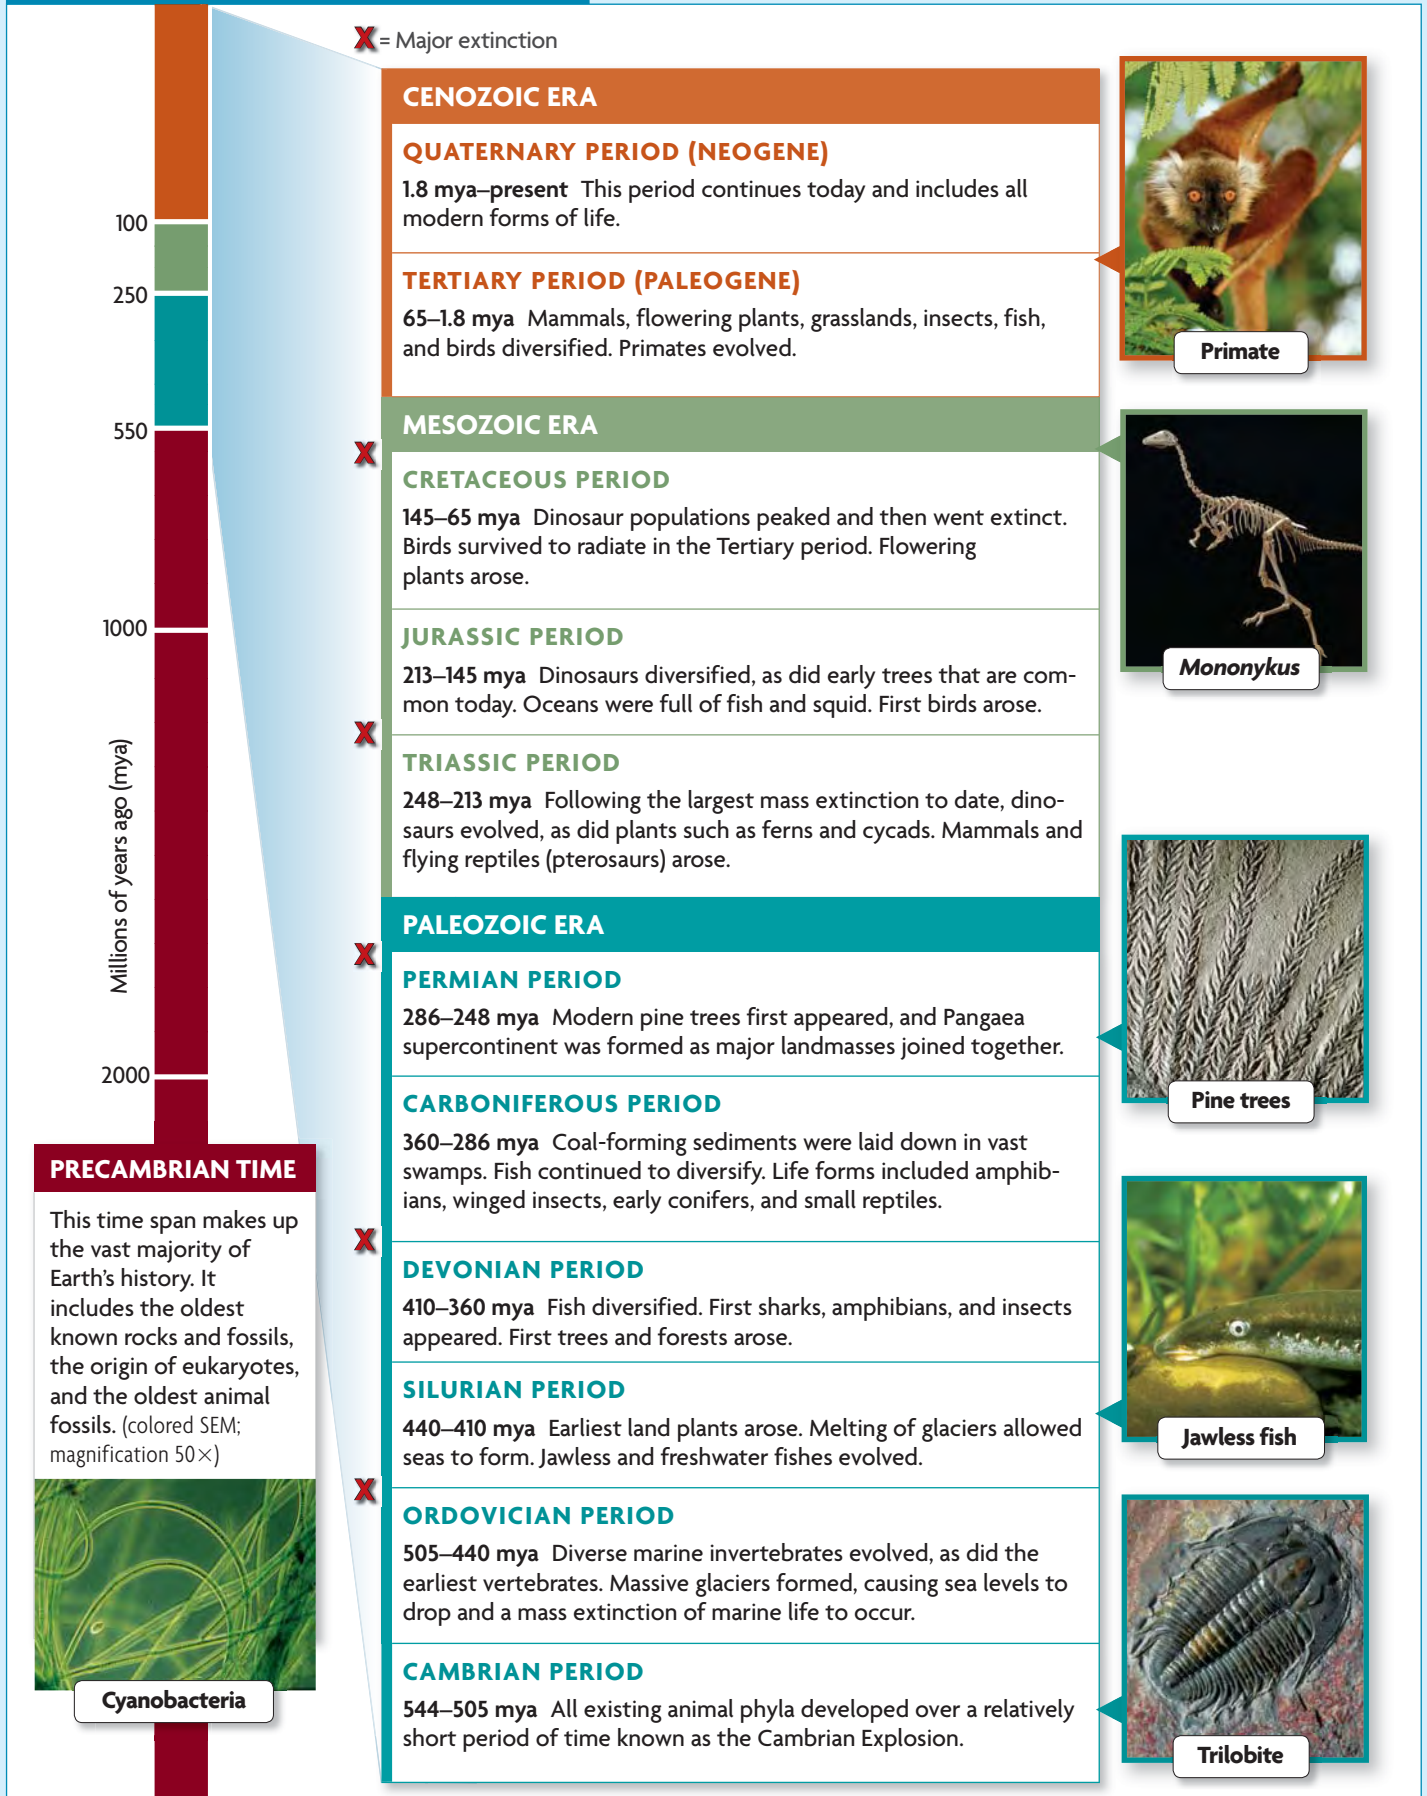 X = Major extinction
CENOZOIC ERA
QUATERNARY PERIOD (NEOGENE)
1.8 mya–present This period continues today and includes all
modern forms of life.
TERTIARY PERIOD (PALEOGENE)
65–1.8 mya Mammals, flowering plants, grasslands, insects, fish,
and birds diversified. Primates evolved.
Primate
MESOZOIC ERA
X
CRETACEOUS PERIOD
145–65 mya Dinosaur populations peaked and then went extinct.
Birds survived to radiate in the Tertiary period. Flowering
plants arose.
JURASSIC PERIOD
213–145 mya Dinosaurs diversified, as did early trees that are com-
mon today. Oceans were full of fish and squid. First birds arose.
Mononykus
X
TRIASSIC PERIOD
248–213 mya Following the largest mass extinction to date, dino-
saurs evolved, as did plants such as ferns and cycads. Mammals and
flying reptiles (pterosaurs) arose.
PALEOZOIC ERA
X
PERMIAN PERIOD
286–248 mya Modern pine trees first appeared, and Pangaea
supercontinent was formed as major landmasses joined together.
Pine trees
CARBONIFEROUS PERIOD
360–286 mya Coal-forming sediments were laid down in vast
swamps. Fish continued to diversify. Life forms included amphib-
ians, winged insects, early conifers, and small reptiles.
X
DEVONIAN PERIOD
410–360 mya Fish diversified. First sharks, amphibians, and insects
appeared. First trees and forests arose.
SILURIAN PERIOD
440–410 mya Earliest land plants arose. Melting of glaciers allowed
seas to form. Jawless and freshwater fishes evolved.
Jawless fish
X
ORDOVICIAN PERIOD
505–440 mya Diverse marine invertebrates evolved, as did the
earliest vertebrates. Massive glaciers formed, causing sea levels to
drop and a mass extinction of marine life to occur.
CAMBRIAN PERIOD
544–505 mya All existing animal phyla developed over a relatively
short period of time known as the Cambrian Explosion.
Trilobite
100
250
550
1000
2000
Millions of years ago (mya)
PRECAMBRIAN TIME
This time span makes up
the vast majority of
Earth's history. It
includes the oldest
known rocks and fossils,
the origin of eukaryotes,
and the oldest animal
fossils. (colored SEM;
magnification 50×)
Cyanobacteria